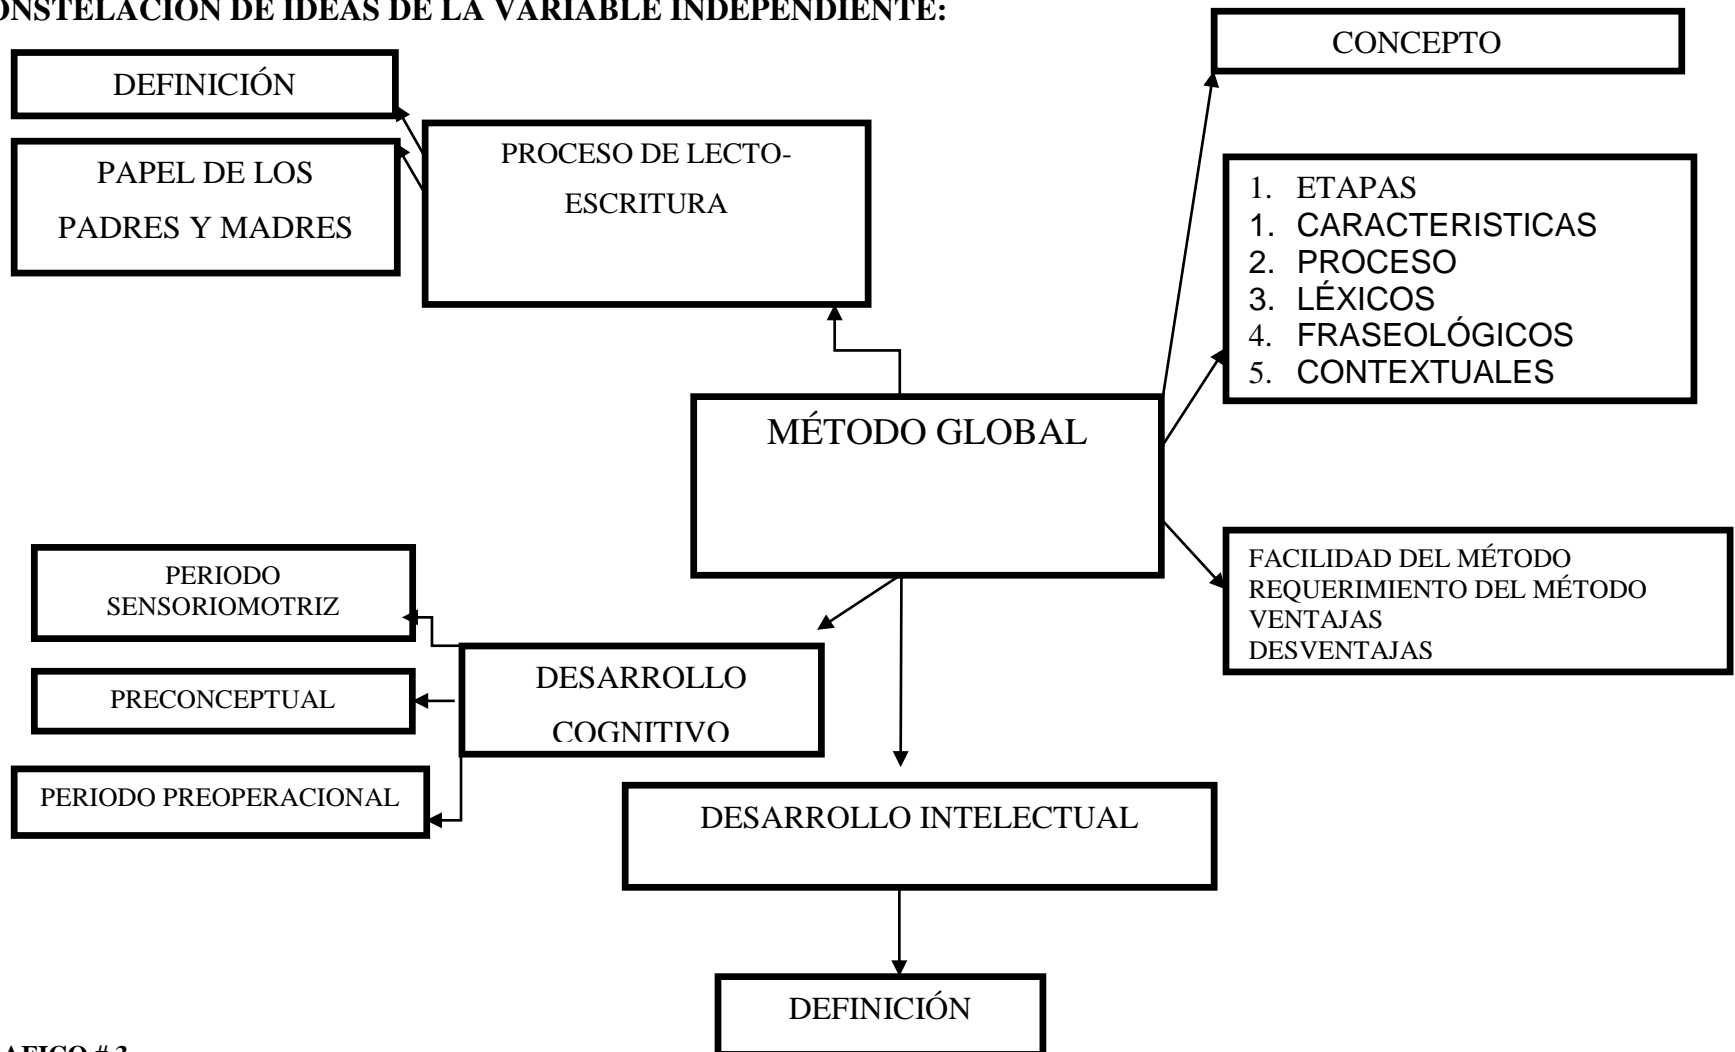 ONSTELACIÓN DE IDEAS DE LA VARIABLE INDEPENDIENTE:
CONCEPTO
DEFINICIÓN
PAPEL DE LOS
PADRES Y MADRES
PROCESO DE LECTO-
ESCRITURA
1. ETAPAS
1. CARACTERISTICAS
2. PROCESO
3. LÉXICOS
4. FRASEOLÓGICOS
5. CONTEXTUALES
MÉTODO GLOBAL
FACILIDAD DEL MÉTODO
REQUERIMIENTO DEL MÉTODO
VENTAJAS
DESVENTAJAS
PERIODO
SENSORIOMOTRIZ
PRECONCEPTUAL
PERIODO PREOPERACIONAL
DESARROLLO
COGNITIVO
DESARROLLO INTELECTUAL
DEFINICIÓN